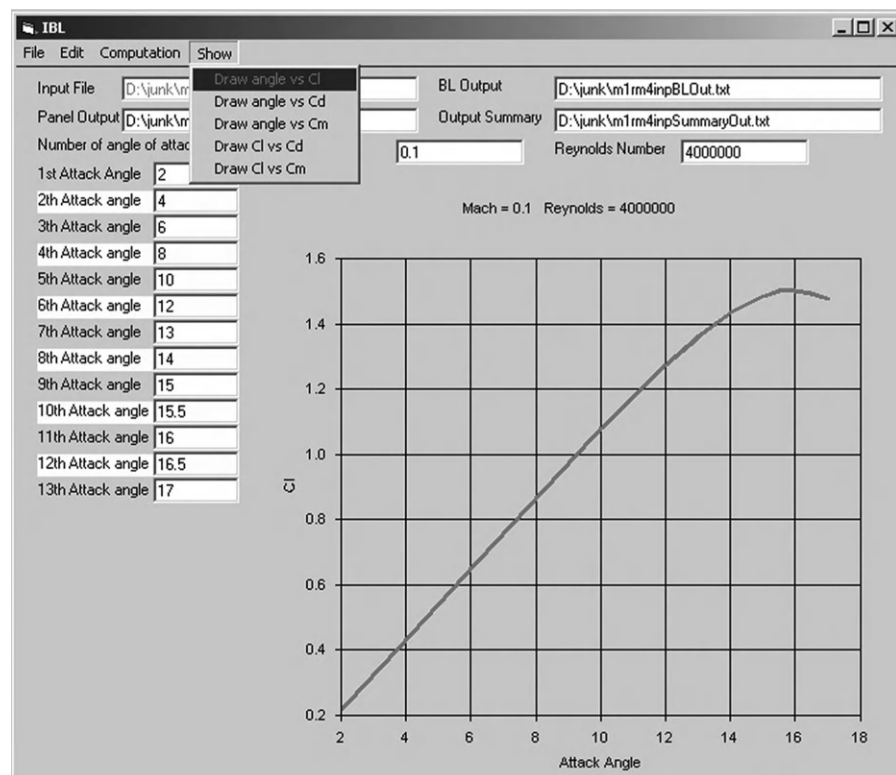 IBL
File Edit Computation Show
Draw angle vs Cl
Draw angle vs Cd
Draw angle vs Cm
Draw Cl vs Cd
Draw Cl vs Cm
Input File D:\junk\m
BL Output D:\junk\m1rm4inpBLOut.txt
Panel Output D:\junk\m
Output Summary D:\junk\m1rm4inpSummaryOut.txt
Number of angle of attac
0.1
Reynolds Number 4000000
1st Attack Angle 2
2th Attack angle 4
3th Attack angle 6
4th Attack angle 8
5th Attack angle 10
6th Attack angle 12
7th Attack angle 13
8th Attack angle 14
9th Attack angle 15
10th Attack angle 15.5
11th Attack angle 16
12th Attack angle 16.5
13th Attack angle 17
Mach = 0.1 Reynolds = 4000000
1.6
1.4
1.2
1.0
0.8
0.6
0.4
0.2
Cl
2 4 6 8 10 12 14 16 18
Attack Angle